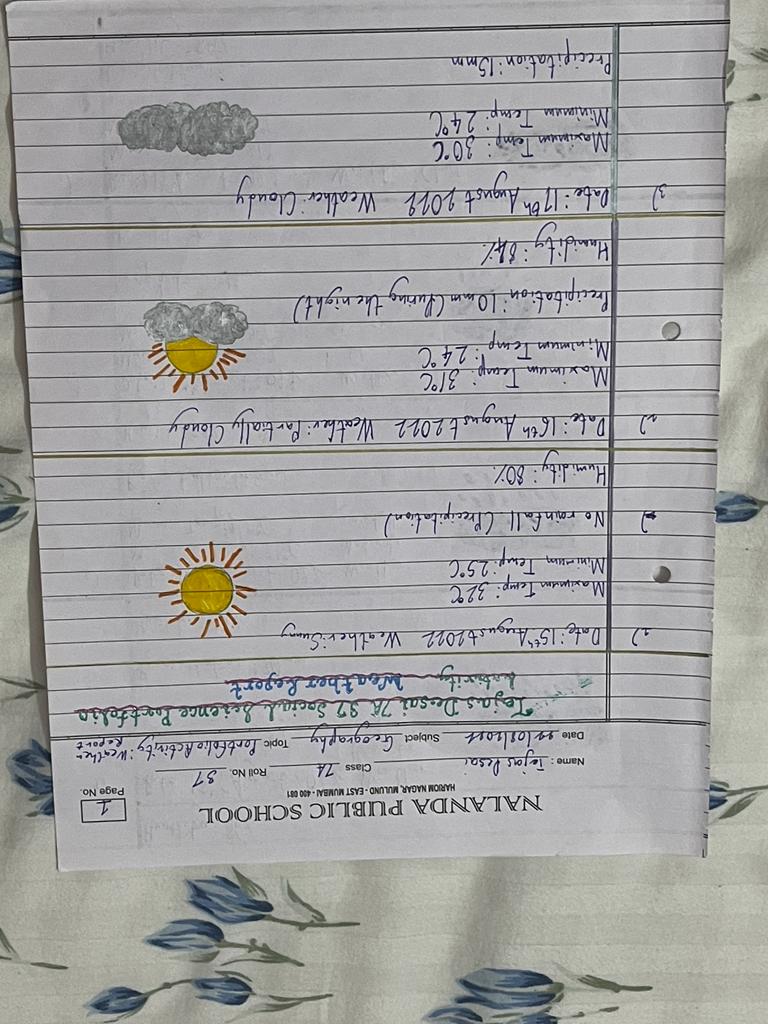 NALANDA PUBLIC SCHOOL
HARIOM NAGAR, MULUND - EAST MUMBAI - 400 081
1
Page No.
Name : Tejas Desai Class 7A Roll No. 37
Date 22/08/2022 Subject Geography Topic Portfolio Activity: Weather Report
Tejas Desai 7A 37 Social Science Portfolio
Activity Weather Report
1) Date: 15th August 2022 Weather: Sunny
Maximum Temp: 32°C
Minimum Temp: 25°C
No rainfall (Precipitation)
Humidity: 80%
2) Date: 16th August 2022 Weather: Partially Cloudy
Maximum Temp: 31°C
Minimum Temp: 24°C
Precipitation: 10mm (During the night)
Humidity: 84%
3) Date: 17th August 2022 Weather: Cloudy
Maximum Temp: 30°C
Minimum Temp: 24°C
Precipitation: 15mm